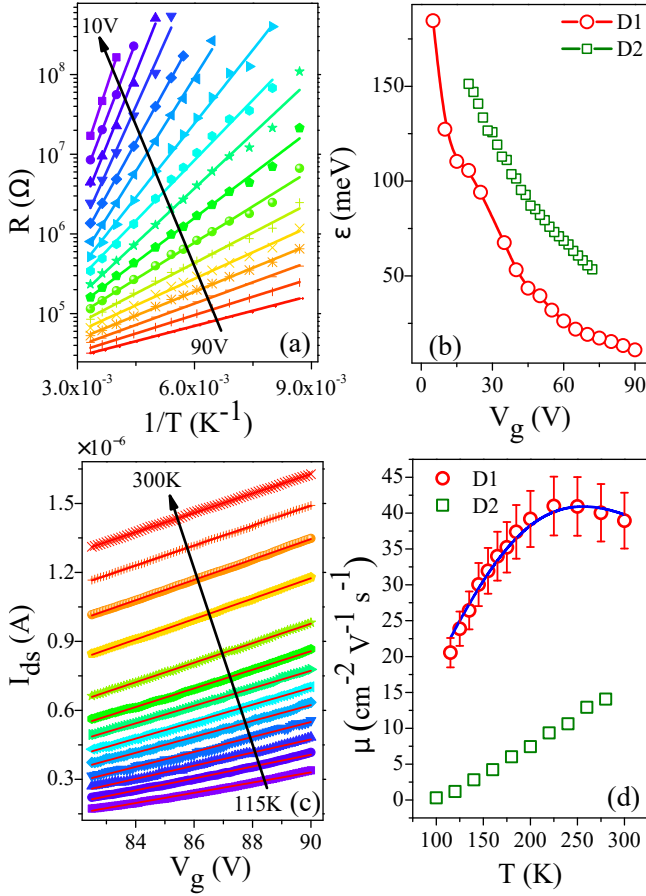 10V
90V
10^8
10^7
10^6
10^5
R (Ω)
3.0x10^-3 6.0x10^-3 9.0x10^-3
1/T (K^-1)
(a)
D1
D2
150
100
50
ε (meV)
0 30 60 90
V_g (V)
(b)
×10^-6
300K
115K
1.5
1.2
0.9
0.6
0.3
I_ds (A)
84 86 88 90
V_g (V)
(c)
D1
D2
45
40
35
30
25
20
15
10
5
0
μ (cm^-2 V^-1 s^-1)
100 150 200 250 300
T (K)
(d)